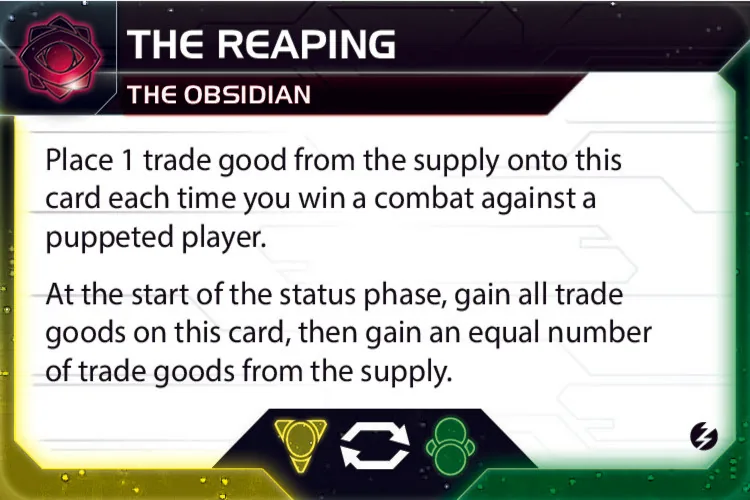 THE REAPING
THE OBSIDIAN
Place 1 trade good from the supply onto this
card each time you win a combat against a
puppeted player.
At the start of the status phase, gain all trade
goods on this card, then gain an equal number
of trade goods from the supply.